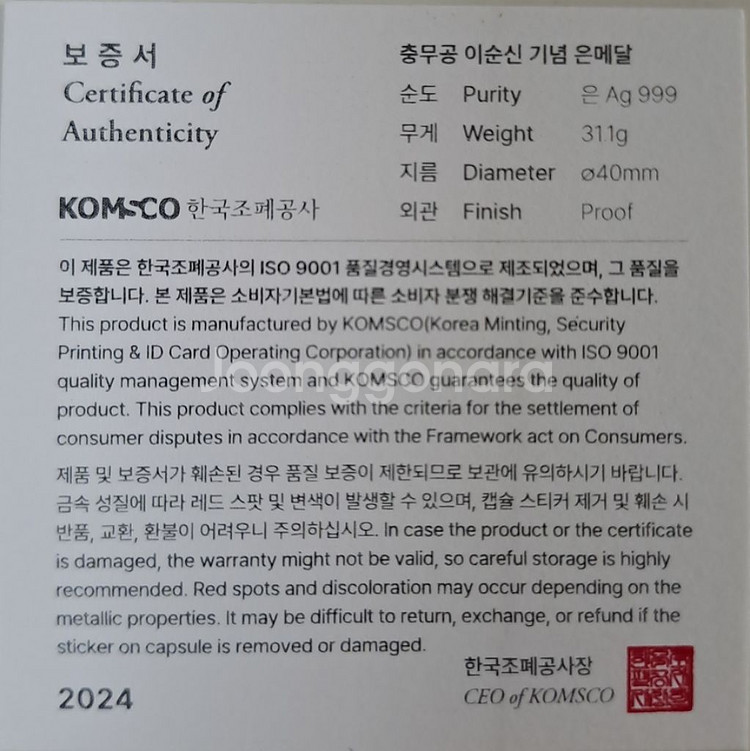 보 증 서
Certificate of
Authenticity
KOMSCO 한국조폐공사
충무공 이순신 기념 은메달
순도 Purity 은 Ag 999
무게 Weight 31.1g
지름 Diameter ⌀40mm
외관 Finish Proof
이 제품은 한국조폐공사의 ISO 9001 품질경영시스템으로 제조되었으며, 그 품질을
보증합니다. 본 제품은 소비자기본법에 따른 소비자 분쟁 해결기준을 준수합니다.
This product is manufactured by KOMSCO(Korea Minting, Security
Printing & ID Card Operating Corporation) in accordance with ISO 9001
quality management system and KOMSCO guarantees the quality of
product. This product complies with the criteria for the settlement of
consumer disputes in accordance with the Framework act on Consumers.
Joonggonara
제품 및 보증서가 훼손된 경우 품질 보증이 제한되므로 보관에 유의하시기 바랍니다.
금속 성질에 따라 레드 스팟 및 변색이 발생할 수 있으며, 캡슐 스티커 제거 및 훼손 시
반품, 교환, 환불이 어려우니 주의하십시오. In case the product or the certificate
is damaged, the warranty might not be valid, so careful storage is highly
recommended. Red spots and discoloration may occur depending on the
metallic properties. It may be difficult to return, exchange, or refund if the
sticker on capsule is removed or damaged.
한국조폐공사장
CEO of KOMSCO
2024